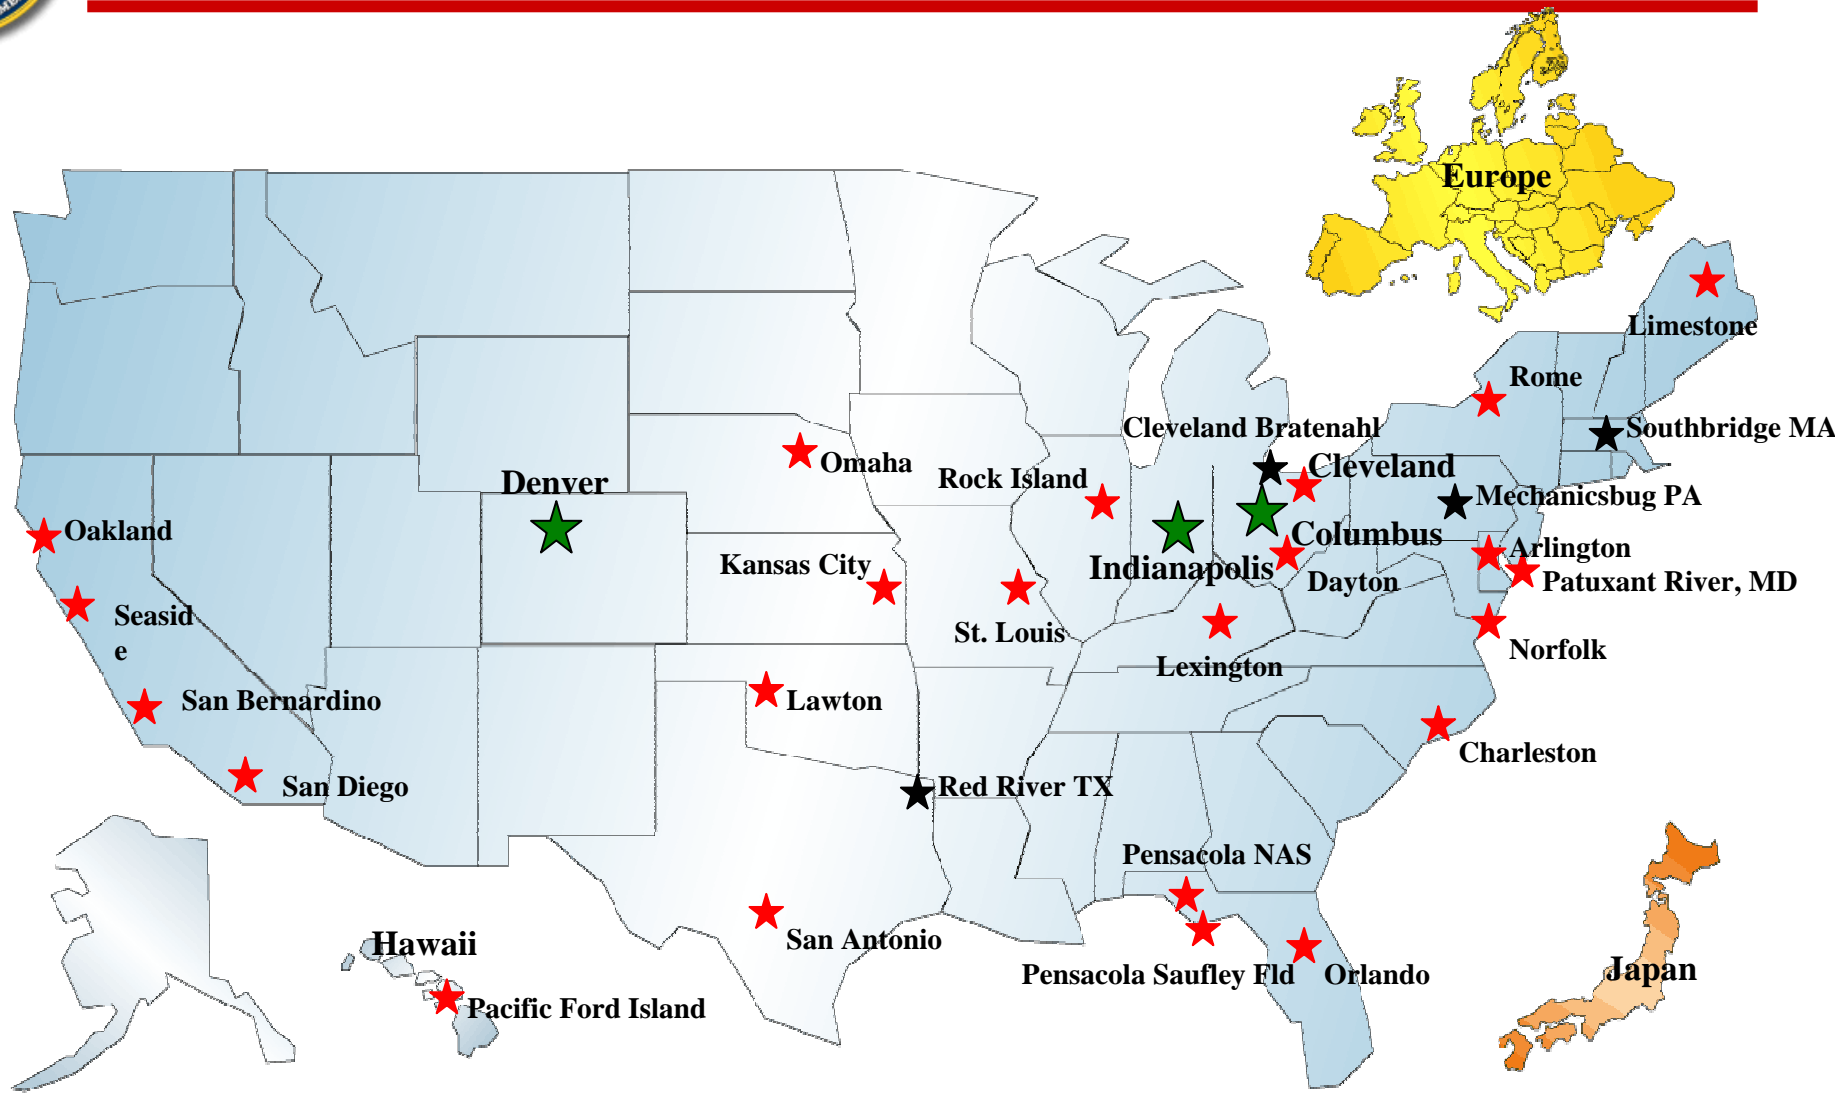 Europe
Limestone
Rome
Cleveland Bratenahl
Southbridge MA
Omaha
Rock Island
Cleveland
Denver
Mechanicsbug PA
Oakland
Columbus
Arlington
Kansas City
Indianapolis
Dayton
Patuxant River, MD
Seasid
e
St. Louis
Norfolk
Lexington
San Bernardino
Lawton
Charleston
San Diego
Red River TX
Pensacola NAS
Hawaii
San Antonio
Pensacola Saufley Fld
Orlando
Japan
Pacific Ford Island